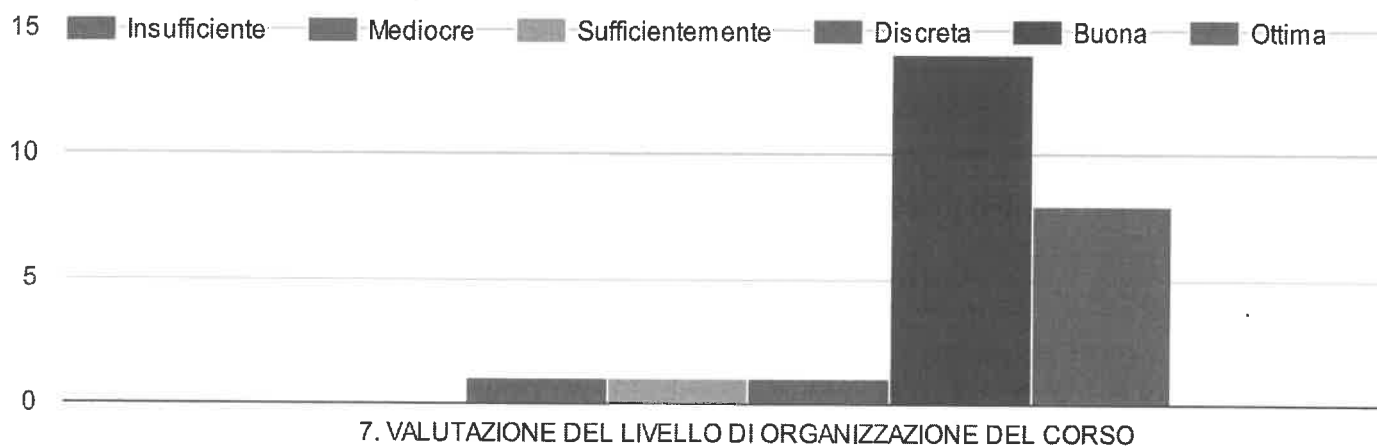 15
Insufficiente Mediocre Sufficientemente Discreta Buona Ottima
10
5
0
7. VALUTAZIONE DEL LIVELLO DI ORGANIZZAZIONE DEL CORSO